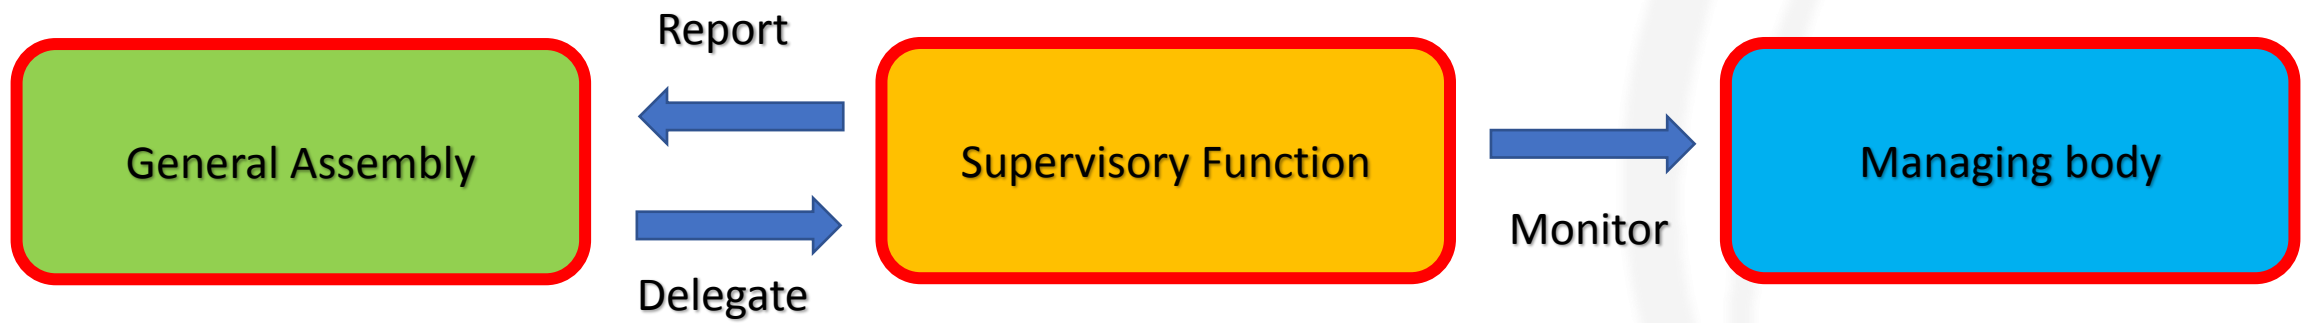 Report
General Assembly
Supervisory Function
Managing body
Monitor
Delegate